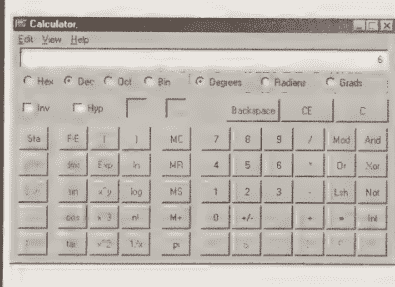 Calculator
Edit View Help
6
Hex Dec Oct Bin Degrees Radians Grads
Inv Hyp Backspace CE C
Sta F-E ( ) MC 7 8 9 / Mod And
Exp ln MR 4 5 6 * Or Xor
sin x^y log MS 1 2 3 - Lsh Not
cos x^3 n! M+ 0 +/- + = Int
tan x^2 1/x pi